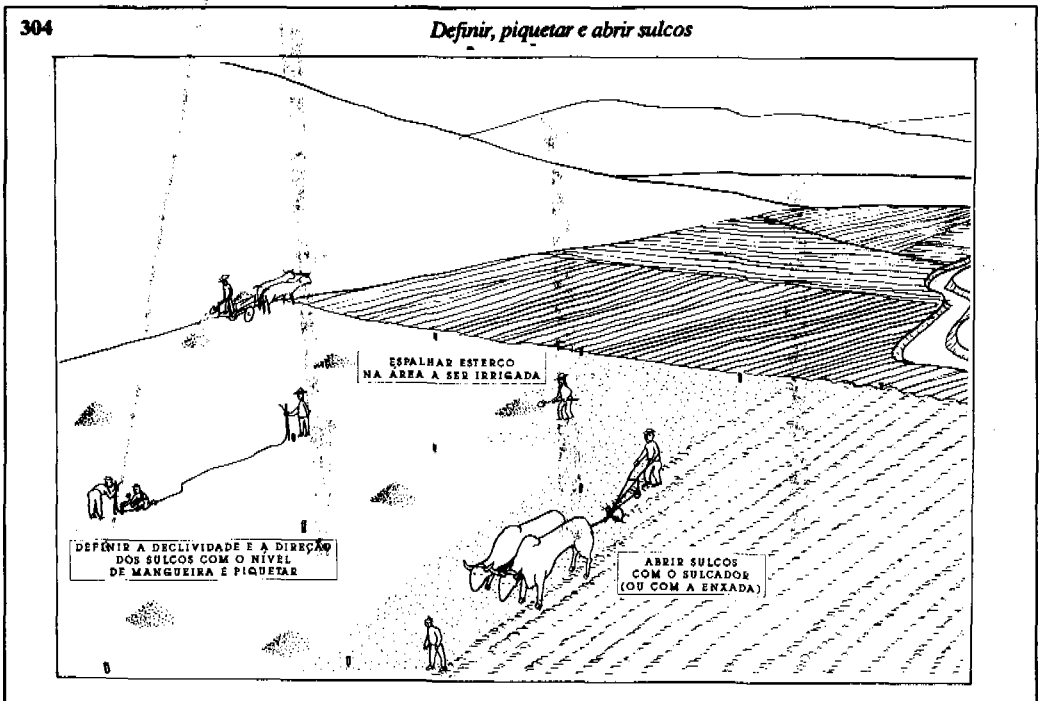 304
Definir, piquetar e abrir sulcos
ESPALHAR ESTERCO
NA ÁREA A SER IRRIGADA
DEFINIR A DECLIVIDADE E A DIREÇÃO
DOS SULCOS COM O NÍVEL
DE MANGUEIRA E PIQUETAR
ABRIR SULCOS
COM O SULCADOR
(OU COM A ENXADA)